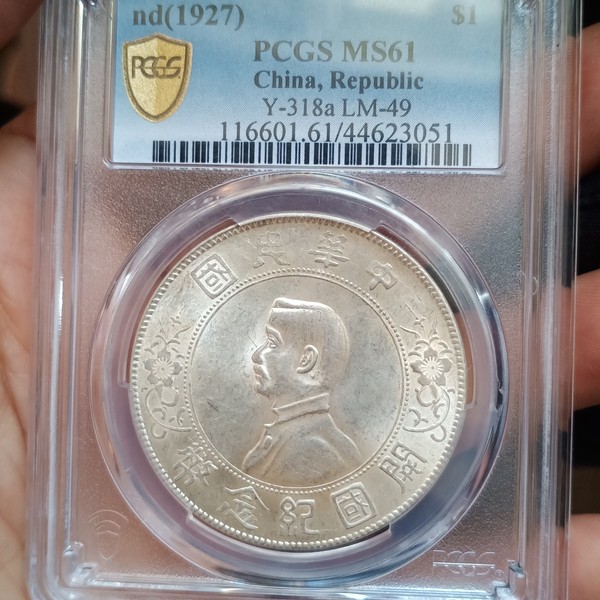 nd(1927) $1
PCGS
PCGS MS61
China, Republic
Y-318a LM-49
116601.61/44623051
中華民國
開國紀念幣
PCGS